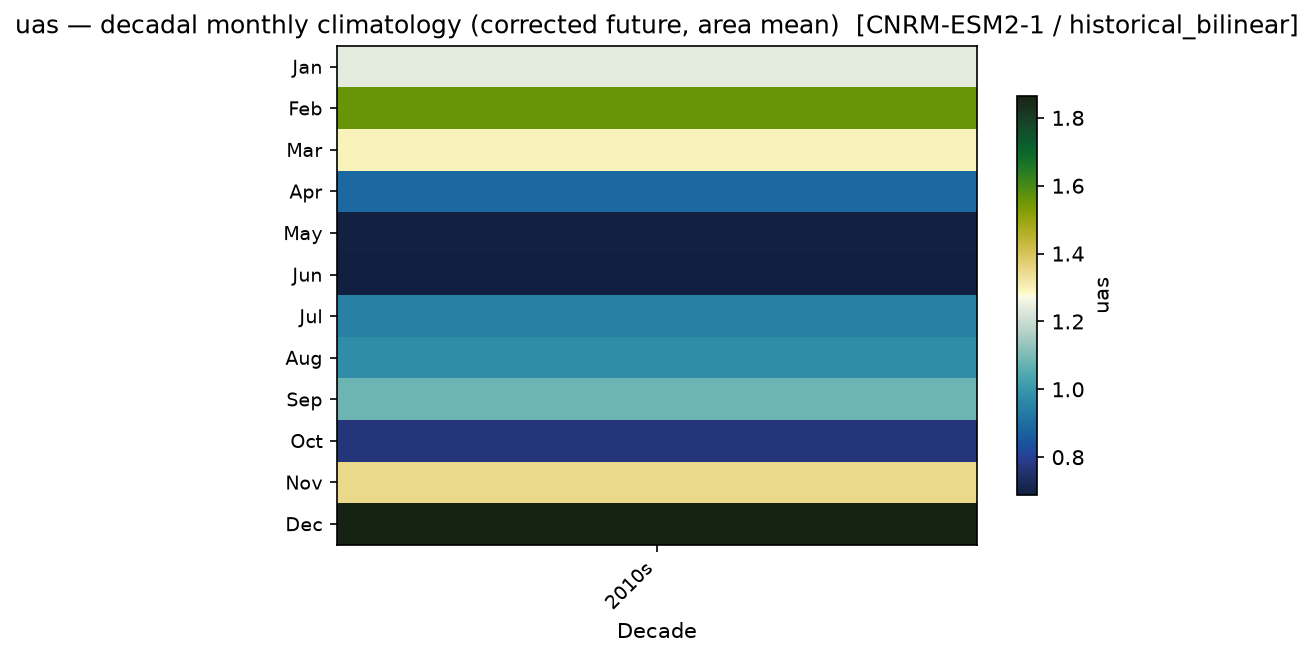 uas — decadal monthly climatology (corrected future, area mean)  [CNRM-ESM2-1 / historical_bilinear]
Jan
Feb
Mar
Apr
May
Jun
Jul
Aug
Sep
Oct
Nov
Dec
2010s
Decade
1.8
1.6
1.4
1.2
1.0
0.8
uas